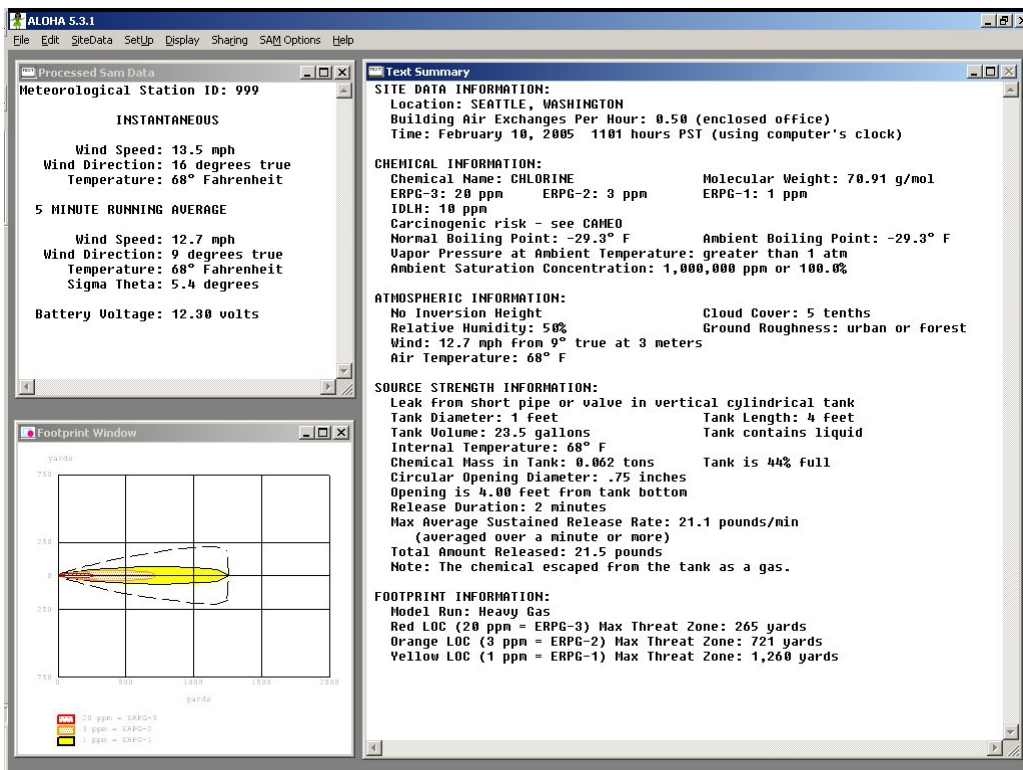 ALOHA 5.3.1
File Edit SiteData SetUp Display Sharing SAM Options Help
Processed Sam Data
Meteorological Station ID: 999
INSTANTANEOUS
Wind Speed: 13.5 mph
Wind Direction: 16 degrees true
Temperature: 68° Fahrenheit
5 MINUTE RUNNING AVERAGE
Wind Speed: 12.7 mph
Wind Direction: 9 degrees true
Temperature: 68° Fahrenheit
Sigma Theta: 5.4 degrees
Battery Voltage: 12.30 volts
Footprint Window
yards
750
250
0
250
750
0 500 1000 1500 2000
yards
20 ppm = ERPG-3
3 ppm = ERPG-2
1 ppm = ERPG-1
Text Summary
SITE DATA INFORMATION:
Location: SEATTLE, WASHINGTON
Building Air Exchanges Per Hour: 0.50 (enclosed office)
Time: February 10, 2005 1101 hours PST (using computer's clock)
CHEMICAL INFORMATION:
Chemical Name: CHLORINE Molecular Weight: 70.91 g/mol
ERPG-3: 20 ppm ERPG-2: 3 ppm ERPG-1: 1 ppm
IDLH: 10 ppm
Carcinogenic risk - see CAMEO
Normal Boiling Point: -29.3° F Ambient Boiling Point: -29.3° F
Vapor Pressure at Ambient Temperature: greater than 1 atm
Ambient Saturation Concentration: 1,000,000 ppm or 100.0%
ATMOSPHERIC INFORMATION:
No Inversion Height Cloud Cover: 5 tenths
Relative Humidity: 50% Ground Roughness: urban or forest
Wind: 12.7 mph from 9° true at 3 meters
Air Temperature: 68° F
SOURCE STRENGTH INFORMATION:
Leak from short pipe or valve in vertical cylindrical tank
Tank Diameter: 1 feet Tank Length: 4 feet
Tank Volume: 23.5 gallons Tank contains liquid
Internal Temperature: 68° F
Chemical Mass in Tank: 0.062 tons Tank is 44% full
Circular Opening Diameter: .75 inches
Opening is 4.00 feet from tank bottom
Release Duration: 2 minutes
Max Average Sustained Release Rate: 21.1 pounds/min
(averaged over a minute or more)
Total Amount Released: 21.5 pounds
Note: The chemical escaped from the tank as a gas.
FOOTPRINT INFORMATION:
Model Run: Heavy Gas
Red LOC (20 ppm = ERPG-3) Max Threat Zone: 265 yards
Orange LOC (3 ppm = ERPG-2) Max Threat Zone: 721 yards
Yellow LOC (1 ppm = ERPG-1) Max Threat Zone: 1,260 yards